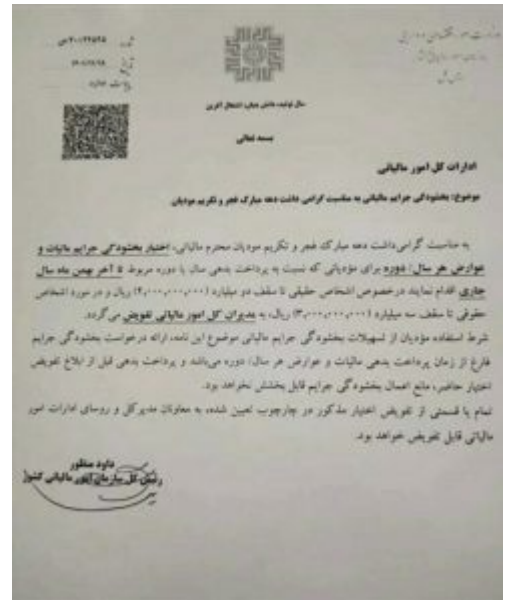 سال تولید، دانش بنیان، اشتغال آفرین
بسمه تعالی
ادارات کل امور مالیاتی
موضوع: بخشودگی جرایم مالیاتی به مناسبت گرامی داشت دهه مبارک فجر و تکریم مودیان
به مناسبت گرامی‌داشت دهه مبارک فجر و تکریم مودیان محترم مالیاتی، اختیار بخشودگی جرایم مالیات و
عوارض هر سال/ دوره برای مؤدیانی که نسبت به پرداخت بدهی سال یا دوره مربوط تا آخر بهمن ماه سال
جاری اقدام نمایند درخصوص اشخاص حقیقی تا سقف دو میلیارد (۲,۰۰۰,۰۰۰,۰۰۰) ریال و در مورد اشخاص
حقوقی تا سقف سه میلیارد (۳,۰۰۰,۰۰۰,۰۰۰) ریال، به مدیران کل امور مالیاتی تفویض می‌گردد.
شرط استفاده مؤدیان از تسهیلات بخشودگی جرایم مالیاتی موضوع این نامه، ارائه درخواست بخشودگی جرایم
فارغ از زمان پرداخت بدهی مالیات و عوارض هر سال/ دوره می‌باشد و پرداخت بدهی قبل از ابلاغ تفویض
اختیار حاضر، مانع اعمال بخشودگی جرایم قابل بخشش نخواهد بود.
تمام یا قسمتی از تفویض اختیار مذکور در چارچوب تعیین شده، به معاونان مدیرکل و روسای ادارات امور
مالیاتی قابل تفویض خواهد بود.
داود منظور
رئیس کل سازمان امور مالیاتی کشور